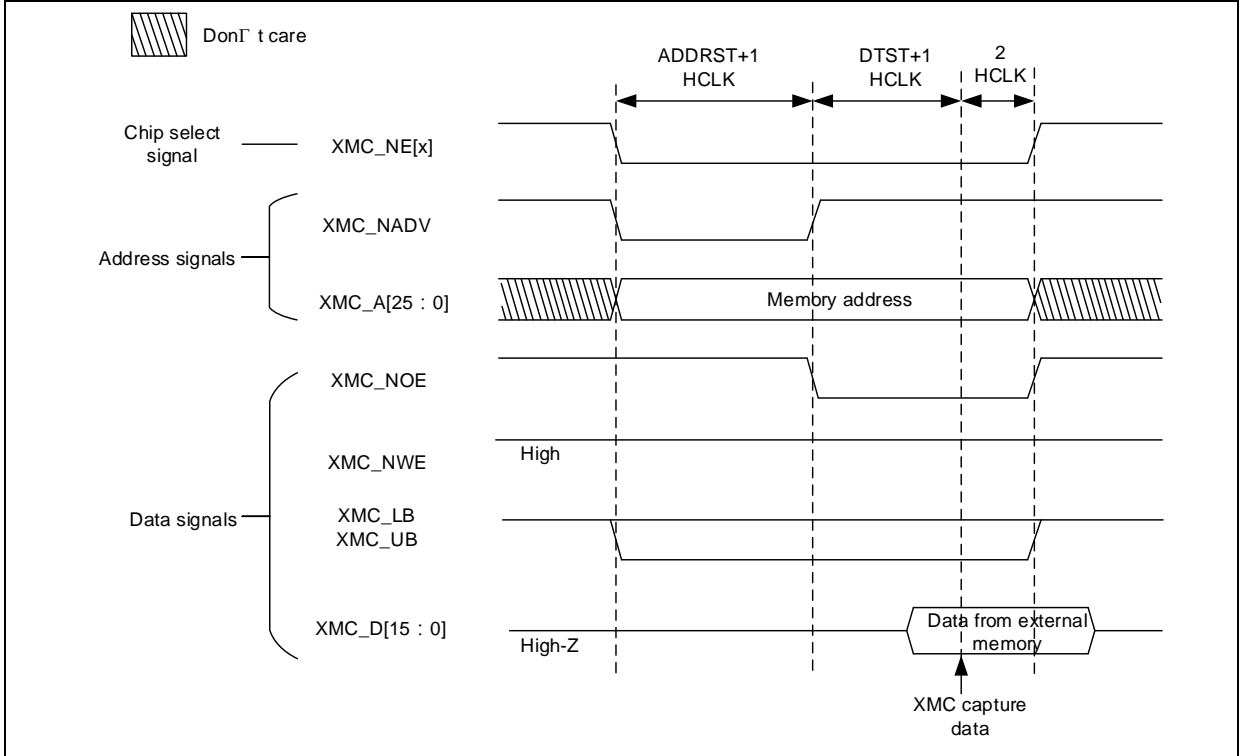 DonΓ t care
ADDRST+1
HCLK
DTST+1
HCLK
2
HCLK
Chip select
signal
XMC_NE[x]
XMC_NADV
Address signals
XMC_A[25 : 0]
Memory address
XMC_NOE
High
XMC_NWE
Data signals
XMC_LB
XMC_UB
XMC_D[15 : 0]
High-Z
Data from external
memory
XMC capture
data